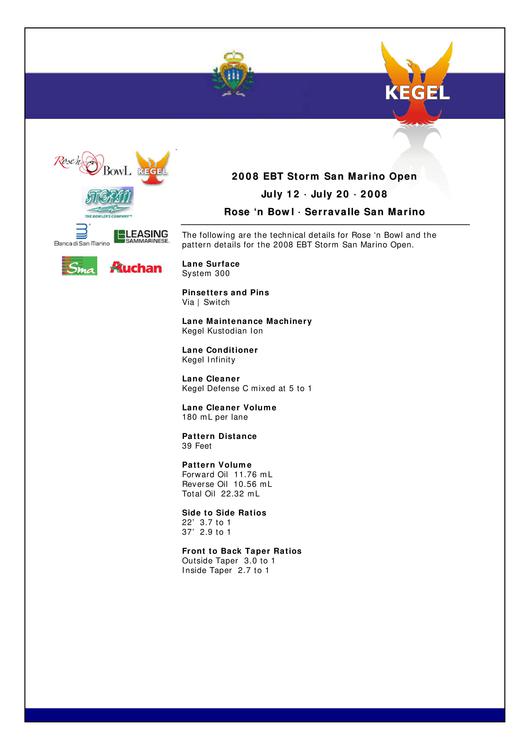 KEGEL
Rose'n Bowl
KEGEL
STORM
THE BOWLER'S COMPANY™
Banca di San Marino
LEASING
SAMMARINESE
Sma
Auchan
2008 EBT Storm San Marino Open
July 12 · July 20 · 2008
Rose 'n Bowl · Serravalle San Marino
The following are the technical details for Rose 'n Bowl and the
pattern details for the 2008 EBT Storm San Marino Open.
Lane Surface
System 300
Pinsetters and Pins
Via | Switch
Lane Maintenance Machinery
Kegel Kustodian Ion
Lane Conditioner
Kegel Infinity
Lane Cleaner
Kegel Defense C mixed at 5 to 1
Lane Cleaner Volume
180 mL per lane
Pattern Distance
39 Feet
Pattern Volume
Forward Oil 11.76 mL
Reverse Oil 10.56 mL
Total Oil 22.32 mL
Side to Side Ratios
22' 3.7 to 1
37' 2.9 to 1
Front to Back Taper Ratios
Outside Taper 3.0 to 1
Inside Taper 2.7 to 1